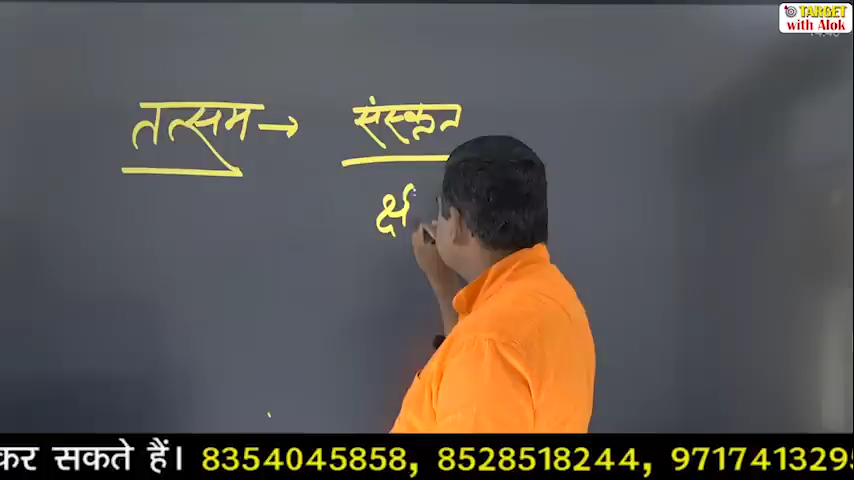 TARGET
with Alok
तत्सम → संस्कृत
क्ष
कर सकते हैं। 8354045858, 8528518244, 971741329